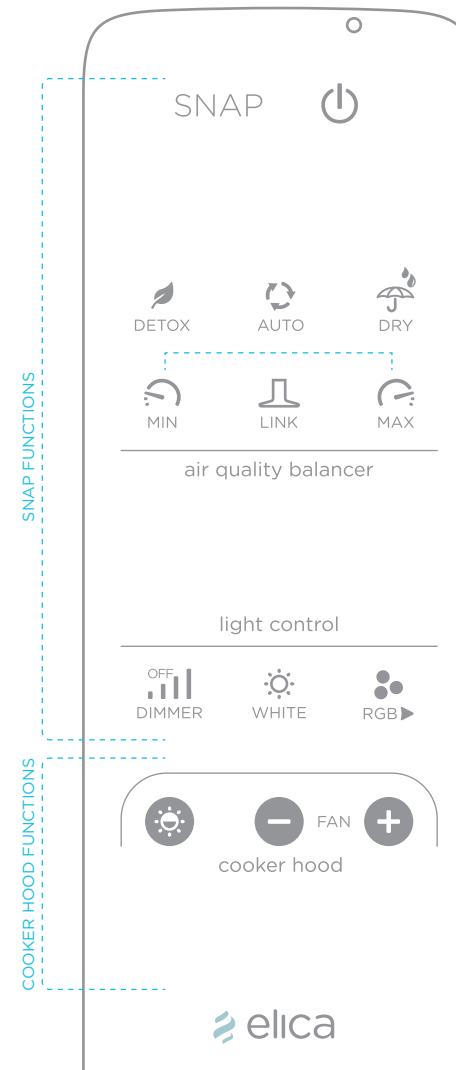 SNAP
DETOX AUTO DRY
MIN LINK MAX
air quality balancer
SNAP FUNCTIONS
light control
OFF
DIMMER WHITE RGB
COOKER HOOD FUNCTIONS
FAN
cooker hood
elica